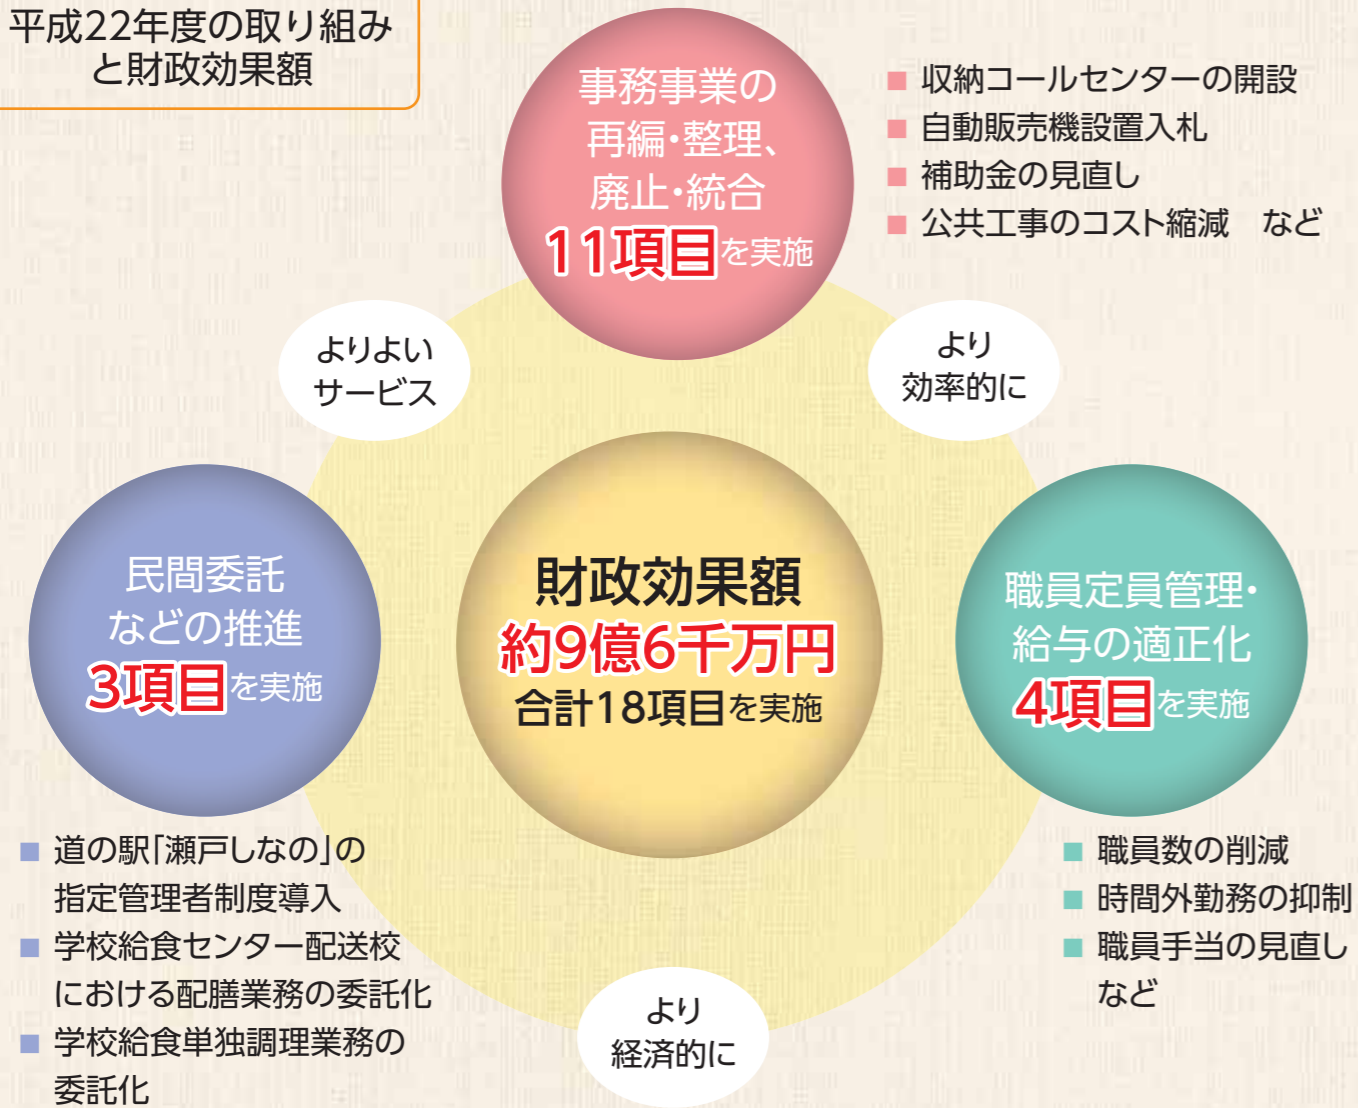 平成22年度の取り組み
と財政効果額
事務事業の
再編・整理、
廃止・統合
11項目を実施
■ 収納コールセンターの開設
■ 自動販売機設置入札
■ 補助金の見直し
■ 公共工事のコスト縮減　など
よりよい
サービス
より
効率的に
民間委託
などの推進
3項目を実施
財政効果額
約9億6千万円
合計18項目を実施
職員定員管理・
給与の適正化
4項目を実施
■ 道の駅「瀬戸しなの」の
指定管理者制度導入
■ 学校給食センター配送校
における配膳業務の委託化
■ 学校給食単独調理業務の
委託化
より
経済的に
■ 職員数の削減
■ 時間外勤務の抑制
■ 職員手当の見直し
など